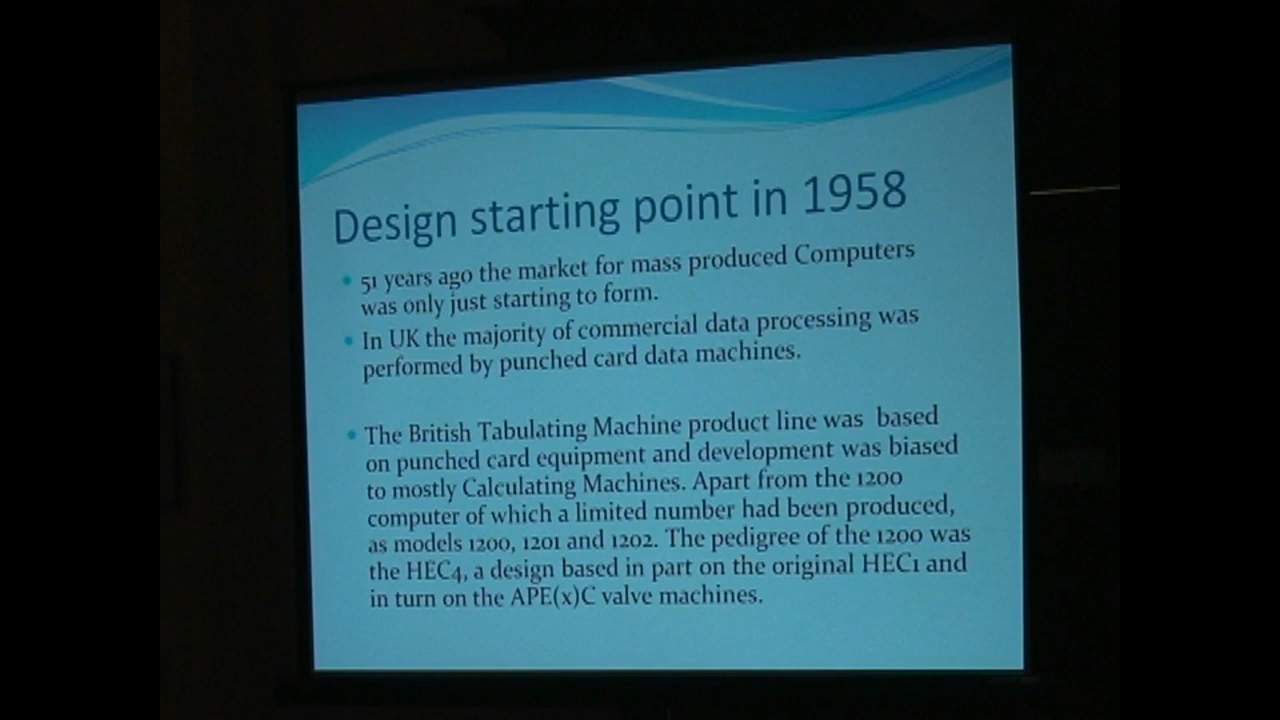 Design starting point in 1958
• 51 years ago the market for mass produced Computers
was only just starting to form.
• In UK the majority of commercial data processing was
performed by punched card data machines.
• The British Tabulating Machine product line was based
on punched card equipment and development was biased
to mostly Calculating Machines. Apart from the 1200
computer of which a limited number had been produced,
as models 1200, 1201 and 1202. The pedigree of the 1200 was
the HEC4, a design based in part on the original HEC1 and
in turn on the APE(x)C valve machines.